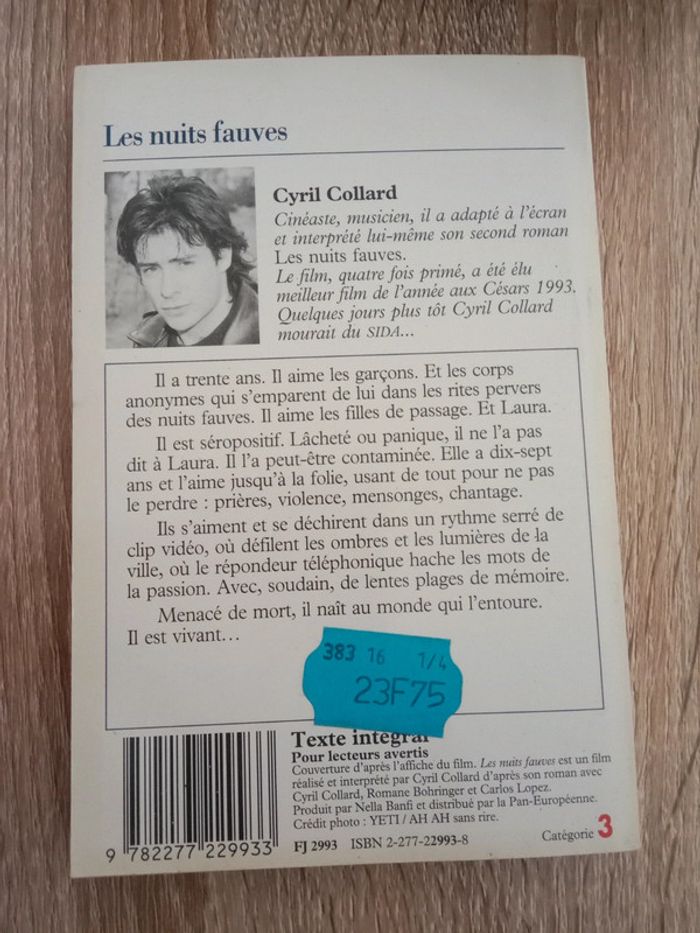 Les nuits fauves
Cyril Collard
Cinéaste, musicien, il a adapté à l'écran
et interprété lui-même son second roman
Les nuits fauves.
Le film, quatre fois primé, a été élu
meilleur film de l'année aux Césars 1993.
Quelques jours plus tôt Cyril Collard
mourait du SIDA...
Il a trente ans. Il aime les garçons. Et les corps
anonymes qui s'emparent de lui dans les rites pervers
des nuits fauves. Il aime les filles de passage. Et Laura.
Il est séropositif. Lâcheté ou panique, il ne l'a pas
dit à Laura. Il l'a peut-être contaminée. Elle a dix-sept
ans et l'aime jusqu'à la folie, usant de tout pour ne pas
le perdre : prières, violence, mensonges, chantage.
Ils s'aiment et se déchirent dans un rythme serré de
clip vidéo, où défilent les ombres et les lumières de la
ville, où le répondeur téléphonique hache les mots de
la passion. Avec, soudain, de lentes plages de mémoire.
Menacé de mort, il naît au monde qui l'entoure.
Il est vivant...
383 16 1/4
23F75
Texte intégral
Pour lecteurs avertis
Couverture d'après l'affiche du film. Les nuits fauves est un film
réalisé et interprété par Cyril Collard d'après son roman avec
Cyril Collard, Romane Bohringer et Carlos Lopez.
Produit par Nella Banfi et distribué par la Pan-Européenne.
Crédit photo : YETI / AH AH sans rire.
FJ 2993 ISBN 2-277-22993-8
Catégorie 3
9 782277 229933